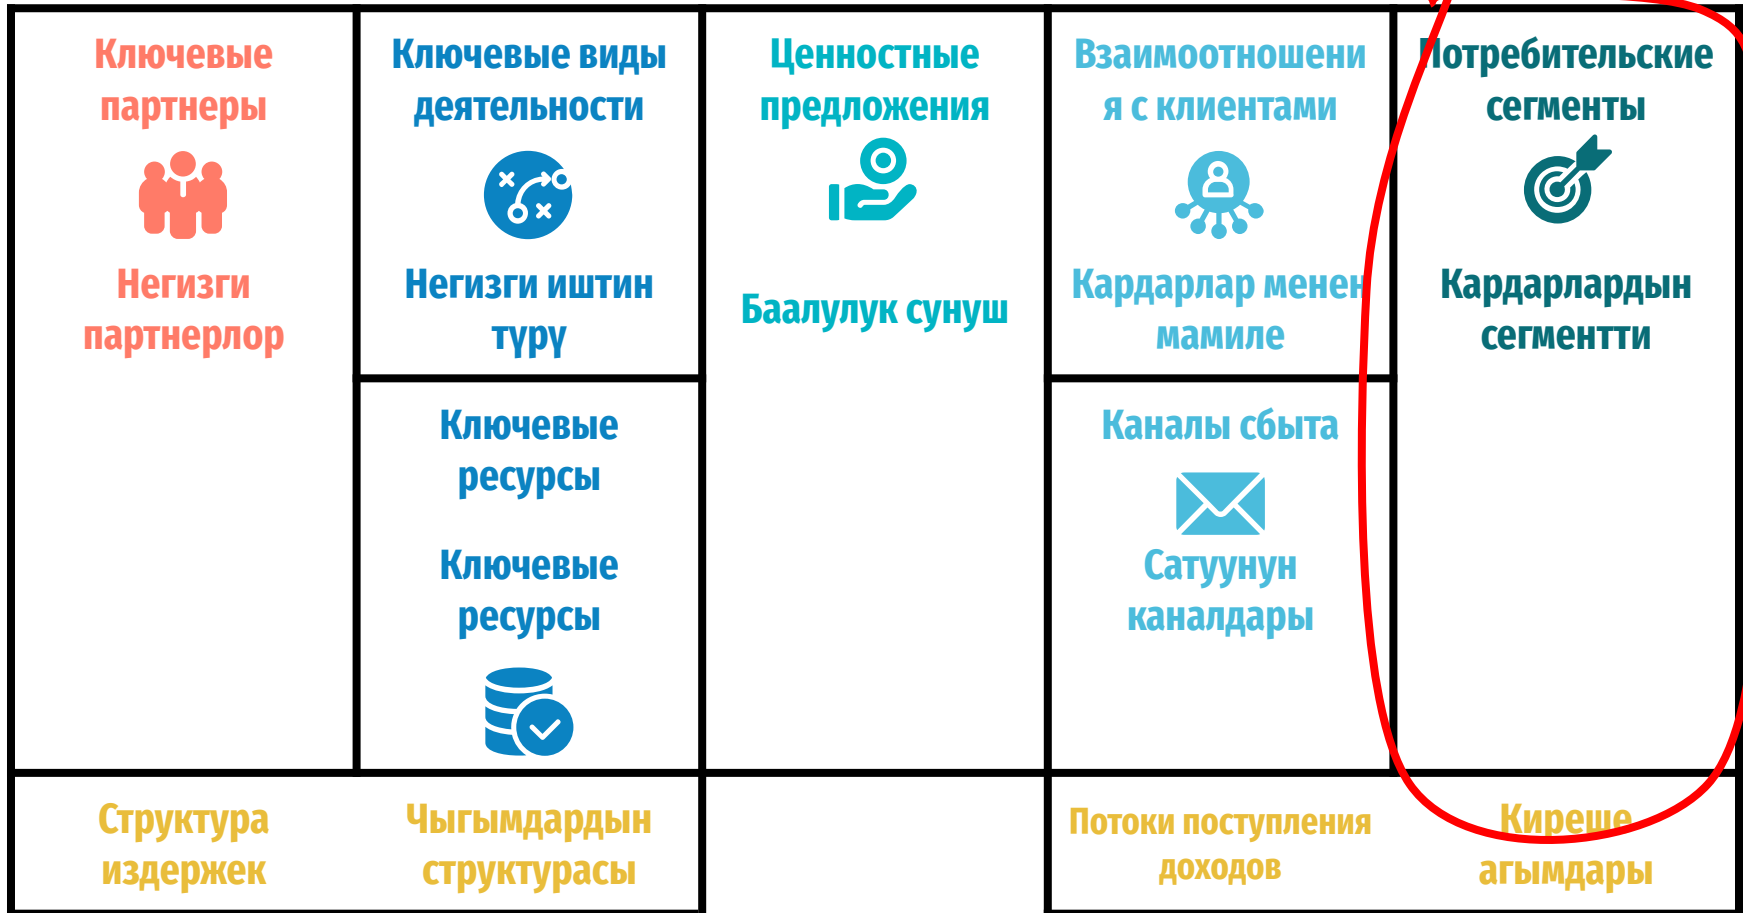 Ключевые
партнеры
Негизги
партнерлор
Ключевые виды
деятельности
Негизги иштин
түрү
Ключевые
ресурсы
Ключевые
ресурсы
Ценностные
предложения
Баалулук сунуш
Взаимоотношени
я с клиентами
Кардарлар менен
мамиле
Каналы сбыта
Сатуунун
каналдары
Потребительские
сегменты
Кардарлардын
сегментти
Структура
издержек
Чыгымдардын
структурасы
Потоки поступления
доходов
Киреше
агымдары